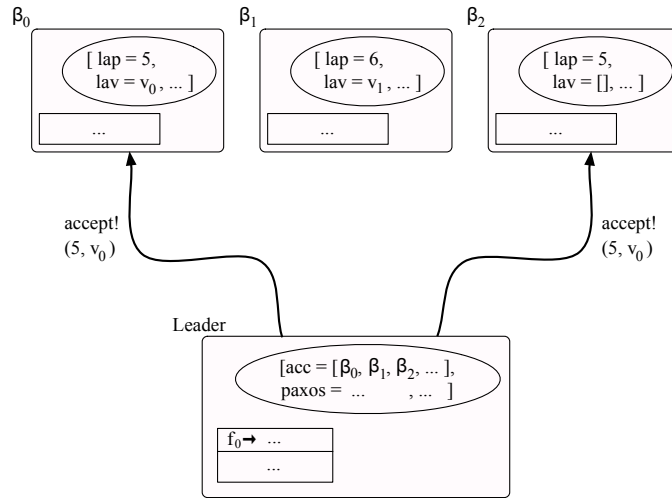 β0
[ lap = 5,
lav = v0 , ... ]
...
β1
[ lap = 6,
lav = v1 , ... ]
...
β2
[ lap = 5,
lav = [], ... ]
...
accept!
(5, v0 )
accept!
(5, v0 )
Leader
[acc = [β0, β1, β2, ... ],
paxos = ... , ... ]
f0→ ...
...